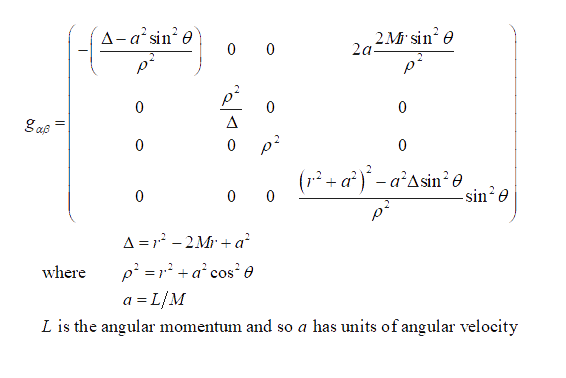 g_{αβ} = ( −((Δ − a² sin² θ)/ρ²)  0  0  2a (2Mr sin² θ)/ρ²
0  ρ²/Δ  0  0
0  0  ρ²  0
0  0  0  ((r² + a²)² − a²Δ sin² θ)/ρ² sin² θ )
Δ = r² − 2Mr + a²
where ρ² = r² + a² cos² θ
a = L/M
L is the angular momentum and so a has units of angular velocity